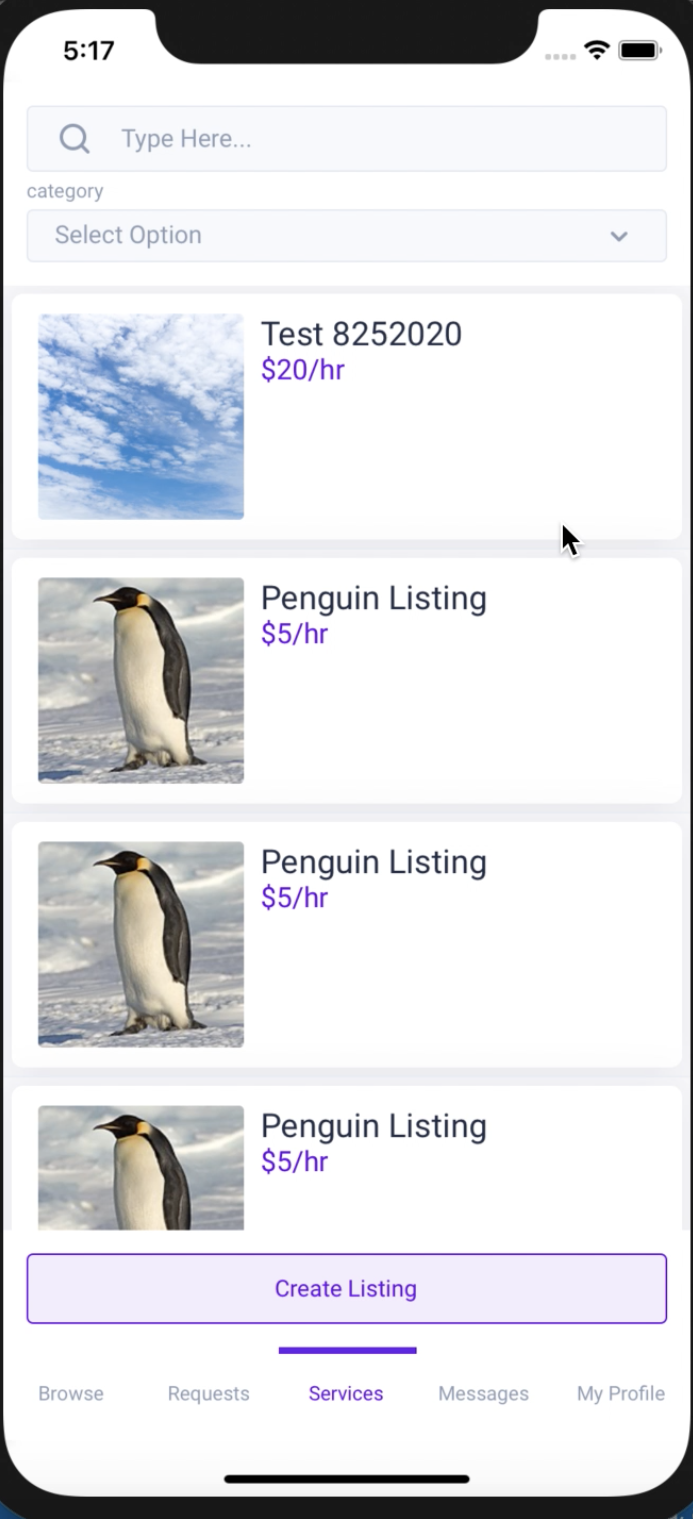 5:17
Type Here...
category
Select Option
Test 8252020
$20/hr
Penguin Listing
$5/hr
Penguin Listing
$5/hr
Penguin Listing
$5/hr
Create Listing
Browse Requests Services Messages My Profile